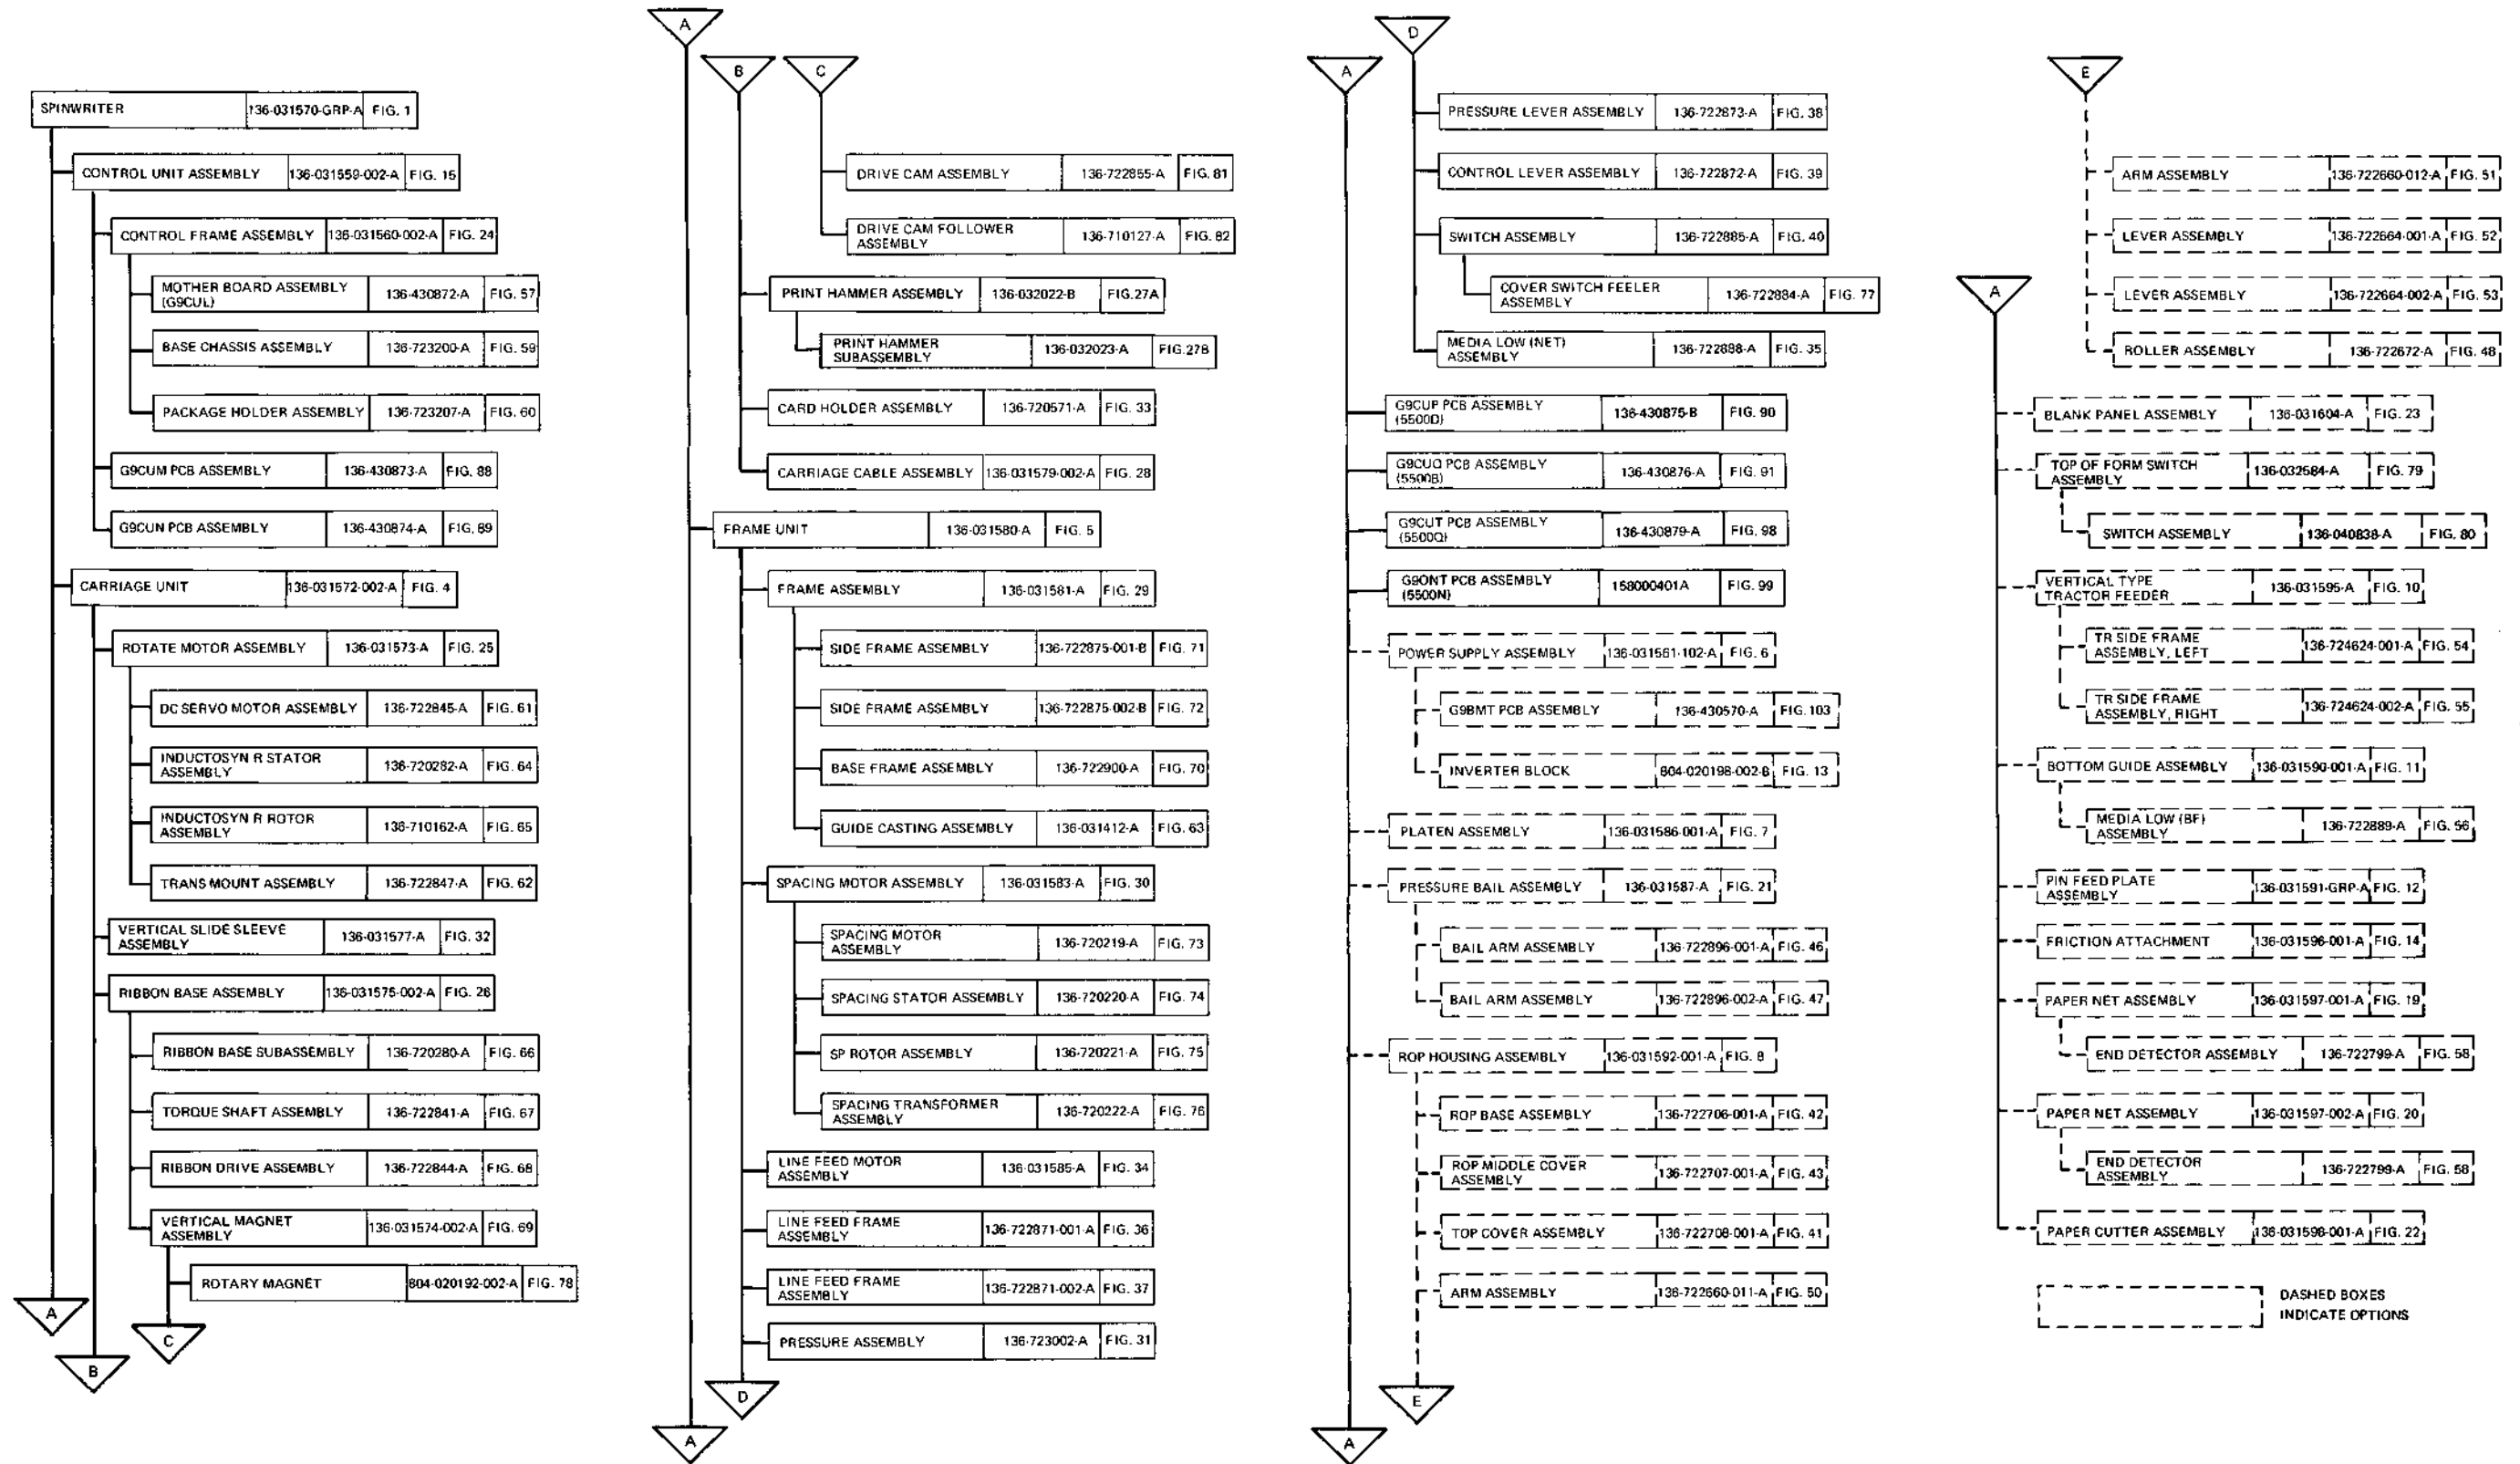 SPINWRITER 136-031570-GRP-A FIG. 1
CONTROL UNIT ASSEMBLY 136-031559-002-A FIG. 15
CONTROL FRAME ASSEMBLY 136-031560-002-A FIG. 24
MOTHER BOARD ASSEMBLY
(G9CUL) 136-430872-A FIG. 57
BASE CHASSIS ASSEMBLY 136-723200-A FIG. 59
PACKAGE HOLDER ASSEMBLY 136-723207-A FIG. 60
G9CUM PCB ASSEMBLY 136-430873-A FIG. 88
G9CUN PCB ASSEMBLY 136-430874-A FIG. 89
CARRIAGE UNIT 136-031572-002-A FIG. 4
ROTATE MOTOR ASSEMBLY 136-031573-A FIG. 25
DC SERVO MOTOR ASSEMBLY 136-722845-A FIG. 61
INDUCTOSYN R STATOR
ASSEMBLY 136-720282-A FIG. 64
INDUCTOSYN R ROTOR
ASSEMBLY 136-710162-A FIG. 65
TRANS MOUNT ASSEMBLY 136-722847-A FIG. 62
VERTICAL SLIDE SLEEVE
ASSEMBLY 136-031577-A FIG. 32
RIBBON BASE ASSEMBLY 136-031575-002-A FIG. 26
RIBBON BASE SUBASSEMBLY 136-720280-A FIG. 66
TORQUE SHAFT ASSEMBLY 136-722841-A FIG. 67
RIBBON DRIVE ASSEMBLY 136-722844-A FIG. 68
VERTICAL MAGNET
ASSEMBLY 136-031574-002-A FIG. 69
ROTARY MAGNET 804-020192-002-A FIG. 78
A
C
B
A
B
C
DRIVE CAM ASSEMBLY 136-722855-A FIG. 81
DRIVE CAM FOLLOWER
ASSEMBLY 136-710127-A FIG. 82
PRINT HAMMER ASSEMBLY 136-032022-B FIG.27A
PRINT HAMMER
SUBASSEMBLY 136-032023-A FIG.27B
CARD HOLDER ASSEMBLY 136-720571-A FIG. 33
CARRIAGE CABLE ASSEMBLY 136-031579-002-A FIG. 28
FRAME UNIT 136-031580-A FIG. 5
FRAME ASSEMBLY 136-031581-A FIG. 29
SIDE FRAME ASSEMBLY 136-722875-001-B FIG. 71
SIDE FRAME ASSEMBLY 136-722875-002-B FIG. 72
BASE FRAME ASSEMBLY 136-722900-A FIG. 70
GUIDE CASTING ASSEMBLY 136-031412-A FIG. 63
SPACING MOTOR ASSEMBLY 136-031583-A FIG. 30
SPACING MOTOR
ASSEMBLY 136-720219-A FIG. 73
SPACING STATOR ASSEMBLY 136-720220-A FIG. 74
SP ROTOR ASSEMBLY 136-720221-A FIG. 75
SPACING TRANSFORMER
ASSEMBLY 136-720222-A FIG. 76
LINE FEED MOTOR
ASSEMBLY 136-031585-A FIG. 34
LINE FEED FRAME
ASSEMBLY 136-722871-001-A FIG. 36
LINE FEED FRAME
ASSEMBLY 136-722871-002-A FIG. 37
PRESSURE ASSEMBLY 136-723002-A FIG. 31
D
A
D
A
PRESSURE LEVER ASSEMBLY 136-722873-A FIG. 38
CONTROL LEVER ASSEMBLY 136-722872-A FIG. 39
SWITCH ASSEMBLY 136-722885-A FIG. 40
COVER SWITCH FEELER
ASSEMBLY 136-722884-A FIG. 77
MEDIA LOW (NET)
ASSEMBLY 136-722888-A FIG. 35
G9CUP PCB ASSEMBLY
(5500D) 136-430875-B FIG. 90
G9CUQ PCB ASSEMBLY
(5500B) 136-430876-A FIG. 91
G9CUT PCB ASSEMBLY
(5500Q) 136-430879-A FIG. 98
G9ONT PCB ASSEMBLY
(5500N) 158000401A FIG. 99
POWER SUPPLY ASSEMBLY 136-031561-102-A FIG. 6
G9BMT PCB ASSEMBLY 136-430570-A FIG. 103
INVERTER BLOCK 804-020198-002-B FIG. 13
PLATEN ASSEMBLY 136-031586-001-A FIG. 7
PRESSURE BAIL ASSEMBLY 136-031587-A FIG. 21
BAIL ARM ASSEMBLY 136-722896-001-A FIG. 46
BAIL ARM ASSEMBLY 136-722896-002-A FIG. 47
ROP HOUSING ASSEMBLY 136-031592-001-A FIG. 8
ROP BASE ASSEMBLY 136-722706-001-A FIG. 42
ROP MIDDLE COVER
ASSEMBLY 136-722707-001-A FIG. 43
TOP COVER ASSEMBLY 136-722708-001-A FIG. 41
ARM ASSEMBLY 136-722660-011-A FIG. 50
E
A
E
ARM ASSEMBLY 136-722660-012-A FIG. 51
LEVER ASSEMBLY 136-722664-001-A FIG. 52
LEVER ASSEMBLY 136-722664-002-A FIG. 53
ROLLER ASSEMBLY 136-722672-A FIG. 48
A
BLANK PANEL ASSEMBLY 136-031604-A FIG. 23
TOP OF FORM SWITCH
ASSEMBLY 136-032584-A FIG. 79
SWITCH ASSEMBLY 136-040838-A FIG. 80
VERTICAL TYPE
TRACTOR FEEDER 136-031595-A FIG. 10
TR SIDE FRAME
ASSEMBLY, LEFT 136-724624-001-A FIG. 54
TR SIDE FRAME
ASSEMBLY, RIGHT 136-724624-002-A FIG. 55
BOTTOM GUIDE ASSEMBLY 136-031590-001-A FIG. 11
MEDIA LOW (BF)
ASSEMBLY 136-722889-A FIG. 56
PIN FEED PLATE
ASSEMBLY 136-031591-GRP-A FIG. 12
FRICTION ATTACHMENT 136-031596-001-A FIG. 14
PAPER NET ASSEMBLY 136-031597-001-A FIG. 19
END DETECTOR ASSEMBLY 136-722799-A FIG. 58
PAPER NET ASSEMBLY 136-031597-002-A FIG. 20
END DETECTOR
ASSEMBLY 136-722799-A FIG. 58
PAPER CUTTER ASSEMBLY 136-031598-001-A FIG. 22
DASHED BOXES
INDICATE OPTIONS